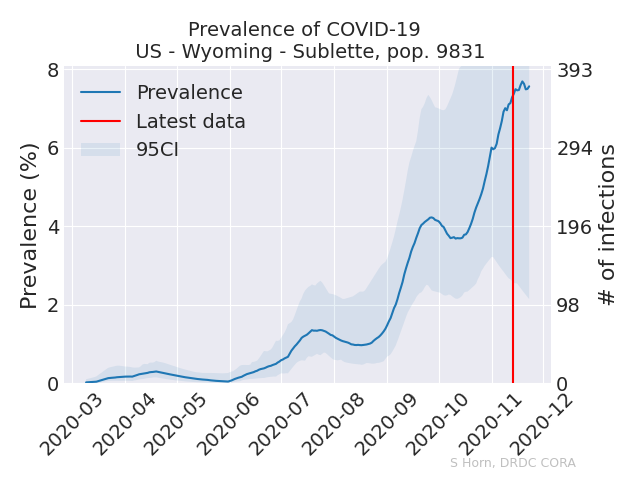 Prevalence of COVID-19
US - Wyoming - Sublette, pop. 9831
Prevalence
Latest data
95CI
Prevalence (%)
8
6
4
2
0
393
294
196
98
0
# of infections
2020-03
2020-04
2020-05
2020-06
2020-07
2020-08
2020-09
2020-10
2020-11
2020-12
S Horn, DRDC CORA